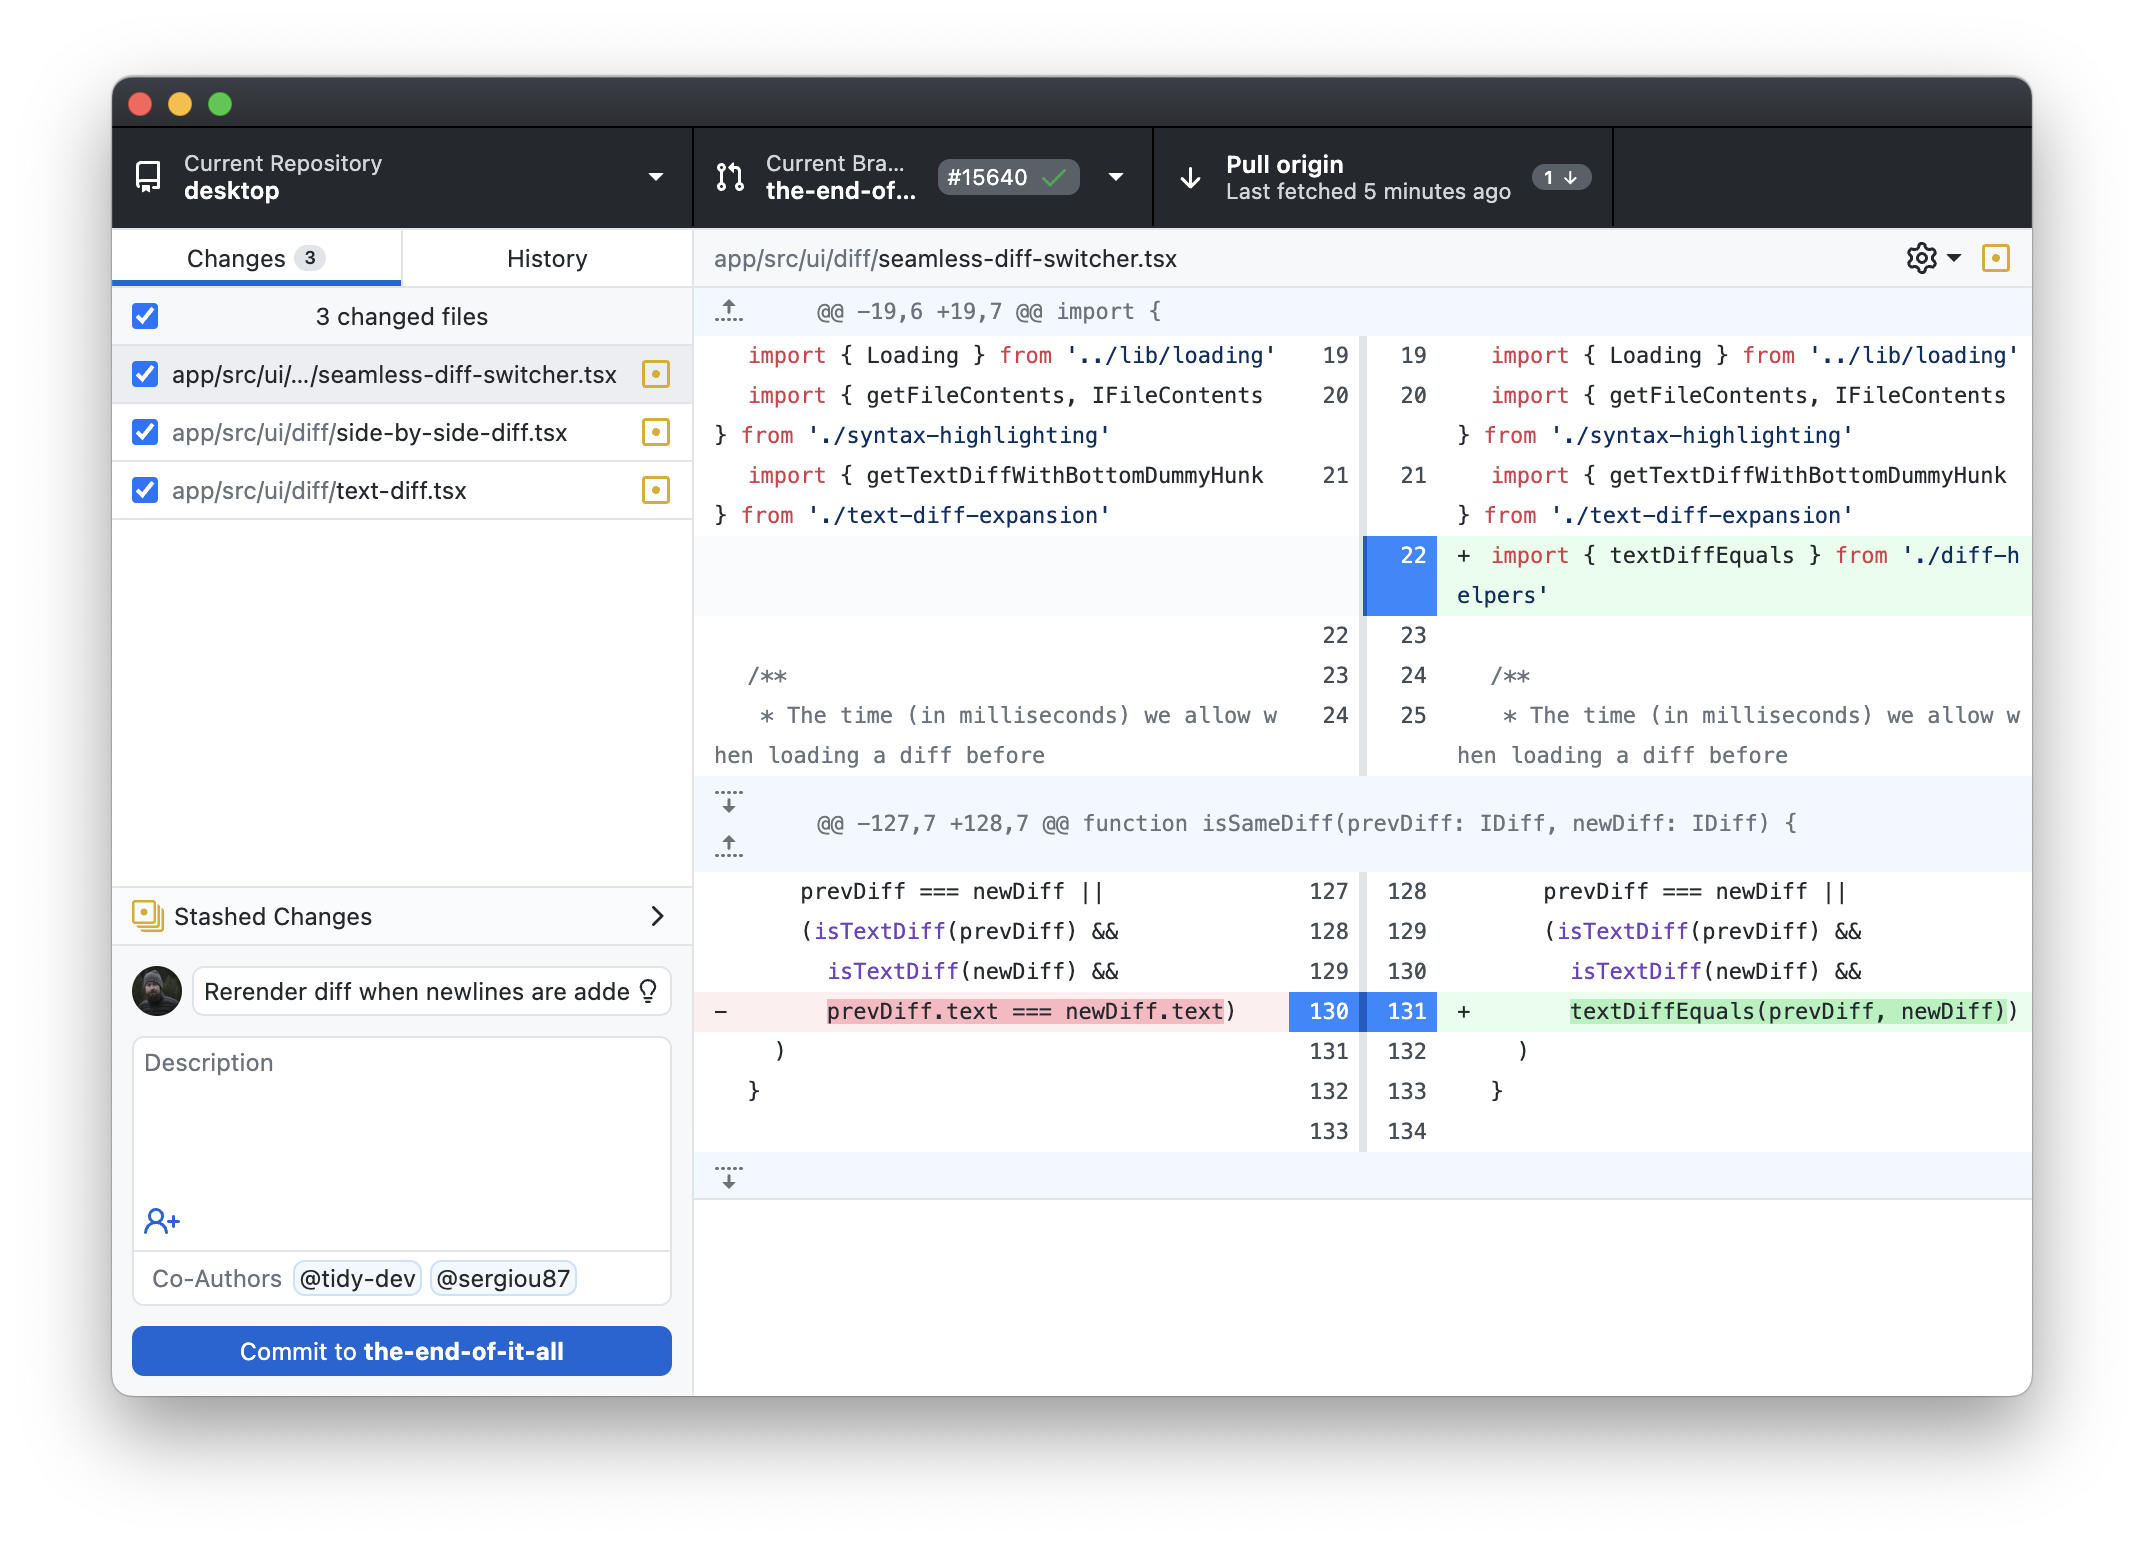 Current Repository
desktop
Current Bra...
the-end-of...
#15640
Pull origin
Last fetched 5 minutes ago
1
Changes 3
History
3 changed files
app/src/ui/.../seamless-diff-switcher.tsx
app/src/ui/diff/side-by-side-diff.tsx
app/src/ui/diff/text-diff.tsx
Stashed Changes
Rerender diff when newlines are adde
Description
Co-Authors @tidy-dev @sergiou87
Commit to the-end-of-it-all
app/src/ui/diff/seamless-diff-switcher.tsx
@@ -19,6 +19,7 @@ import {
import { Loading } from '../lib/loading' 19 19 import { Loading } from '../lib/loading'
import { getFileContents, IFileContents 20 20 import { getFileContents, IFileContents
} from './syntax-highlighting' } from './syntax-highlighting'
import { getTextDiffWithBottomDummyHunk 21 21 import { getTextDiffWithBottomDummyHunk
} from './text-diff-expansion' } from './text-diff-expansion'
22 + import { textDiffEquals } from './diff-h
elpers'
22 23
/** 23 24 /**
* The time (in milliseconds) we allow w 24 25 * The time (in milliseconds) we allow w
hen loading a diff before hen loading a diff before
@@ -127,7 +128,7 @@ function isSameDiff(prevDiff: IDiff, newDiff: IDiff) {
prevDiff === newDiff || 127 128 prevDiff === newDiff ||
(isTextDiff(prevDiff) && 128 129 (isTextDiff(prevDiff) &&
isTextDiff(newDiff) && 129 130 isTextDiff(newDiff) &&
- prevDiff.text === newDiff.text) 130 131 + textDiffEquals(prevDiff, newDiff))
) 131 132 )
} 132 133 }
133 134